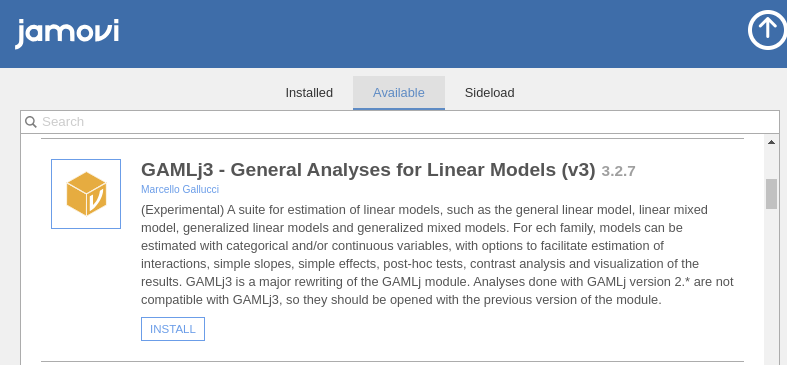 jamovi
Installed Available Sideload
Search
GAMLj3 - General Analyses for Linear Models (v3) 3.2.7
Marcello Gallucci
(Experimental) A suite for estimation of linear models, such as the general linear model, linear mixed
model, generalized linear models and generalized mixed models. For ech family, models can be
estimated with categorical and/or continuous variables, with options to facilitate estimation of
interactions, simple slopes, simple effects, post-hoc tests, contrast analysis and visualization of the
results. GAMLj3 is a major rewriting of the GAMLj module. Analyses done with GAMLj version 2.* are not
compatible with GAMLj3, so they should be opened with the previous version of the module.
INSTALL